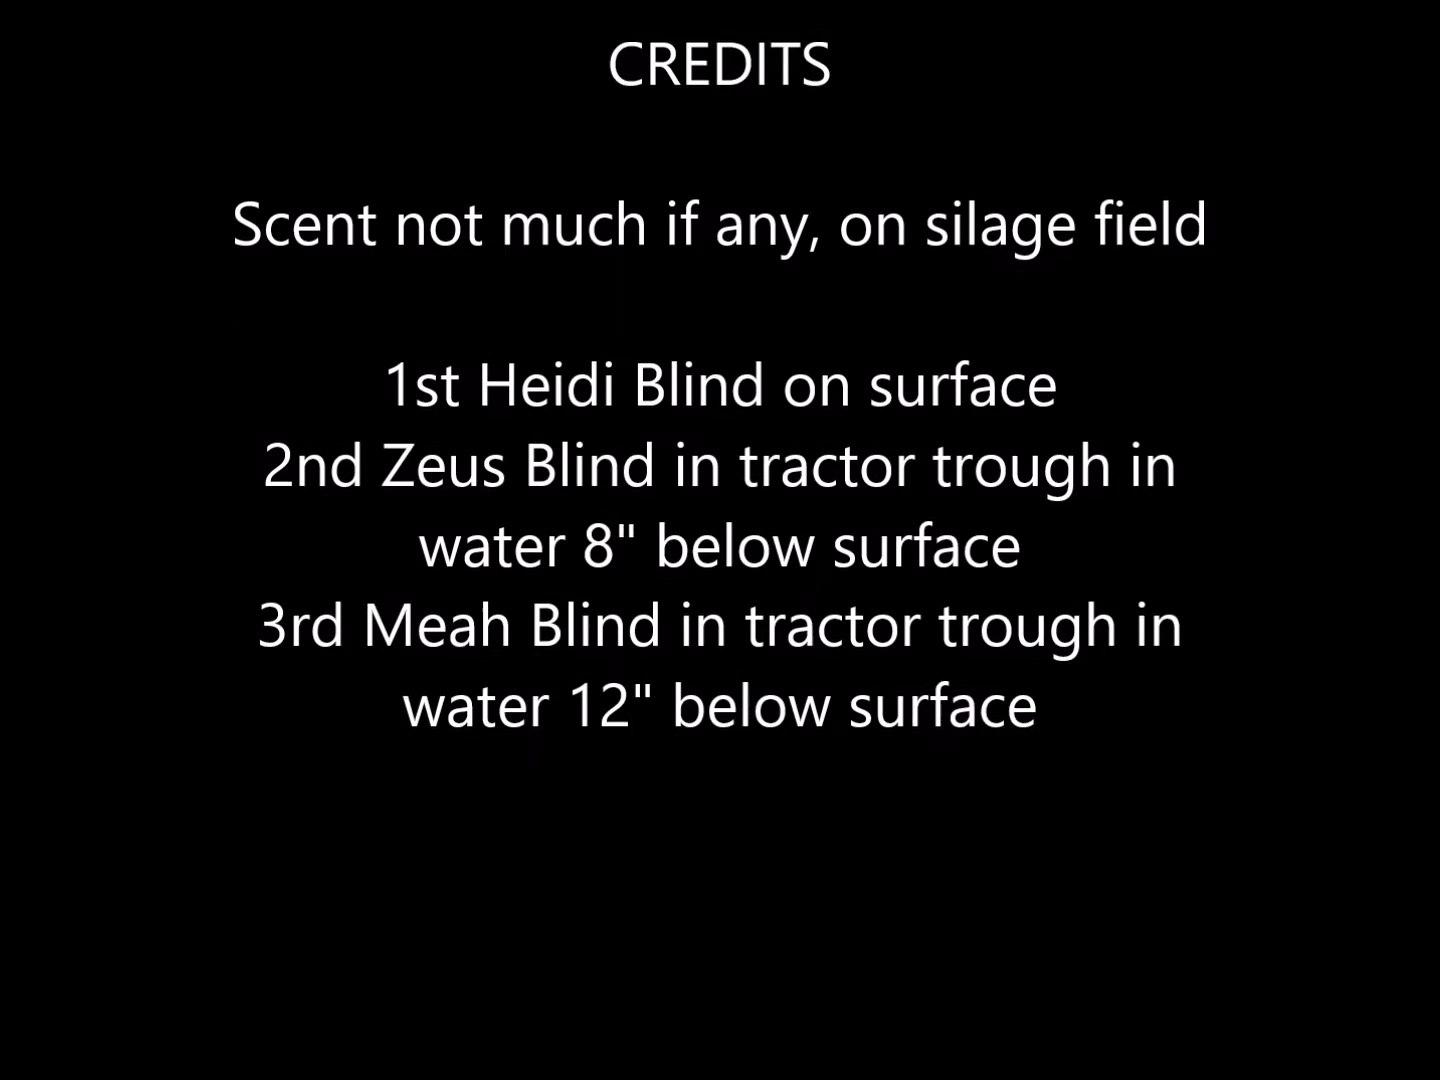 CREDITS
Scent not much if any, on silage field
1st Heidi Blind on surface
2nd Zeus Blind in tractor trough in
water 8" below surface
3rd Meah Blind in tractor trough in
water 12" below surface